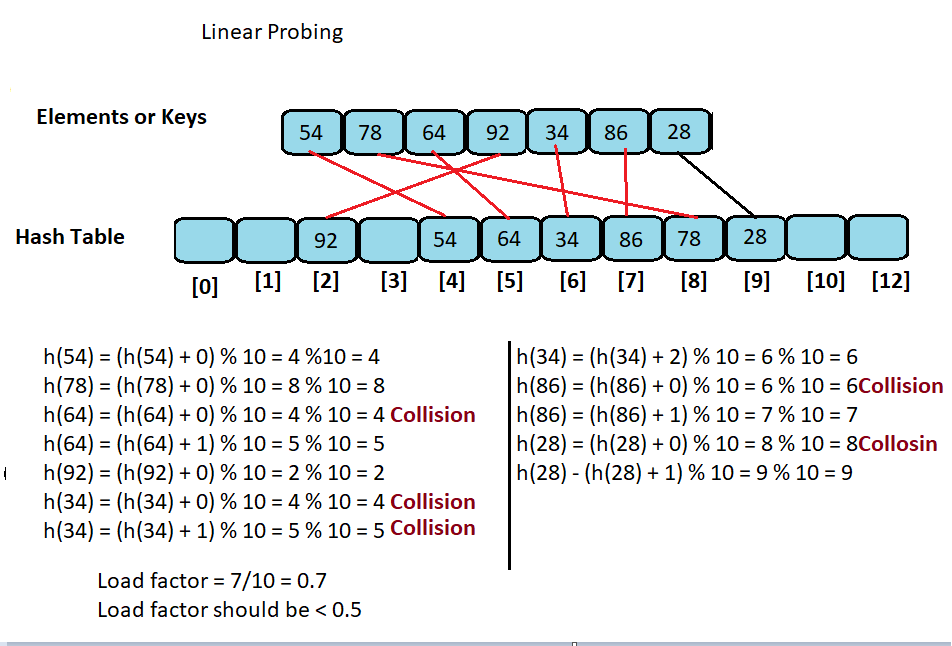 Linear Probing
Elements or Keys
54 78 64 92 34 86 28
Hash Table
92 54 64 34 86 78 28
[0] [1] [2] [3] [4] [5] [6] [7] [8] [9] [10] [12]
h(54) = (h(54) + 0) % 10 = 4 %10 = 4
h(78) = (h(78) + 0) % 10 = 8 % 10 = 8
h(64) = (h(64) + 0) % 10 = 4 % 10 = 4 Collision
h(64) = (h(64) + 1) % 10 = 5 % 10 = 5
h(92) = (h(92) + 0) % 10 = 2 % 10 = 2
h(34) = (h(34) + 0) % 10 = 4 % 10 = 4 Collision
h(34) = (h(34) + 1) % 10 = 5 % 10 = 5 Collision
h(34) = (h(34) + 2) % 10 = 6 % 10 = 6
h(86) = (h(86) + 0) % 10 = 6 % 10 = 6Collision
h(86) = (h(86) + 1) % 10 = 7 % 10 = 7
h(28) = (h(28) + 0) % 10 = 8 % 10 = 8Collosin
h(28) - (h(28) + 1) % 10 = 9 % 10 = 9
Load factor = 7/10 = 0.7
Load factor should be < 0.5